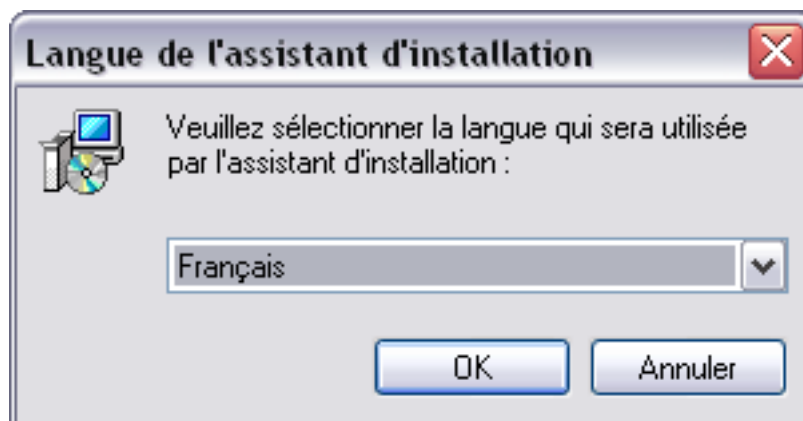 Langue de l'assistant d'installation
Veuillez sélectionner la langue qui sera utilisée
par l'assistant d'installation :
Français
OK
Annuler